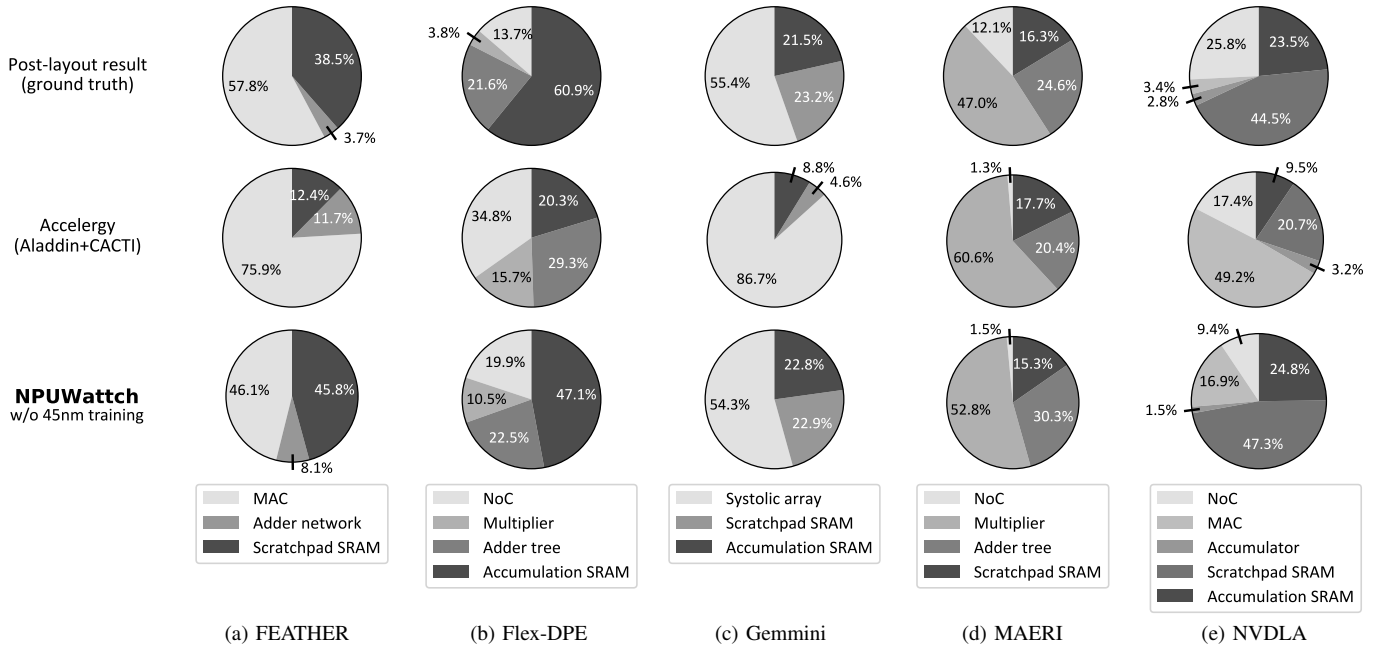 Post-layout result
(ground truth)
57.8%
38.5%
3.7%
3.8%
13.7%
21.6%
60.9%
55.4%
21.5%
23.2%
12.1%
16.3%
47.0%
24.6%
25.8%
23.5%
3.4%
2.8%
44.5%
Accelergy
(Aladdin+CACTI)
12.4%
11.7%
75.9%
34.8%
20.3%
15.7%
29.3%
8.8%
4.6%
86.7%
1.3%
17.7%
60.6%
20.4%
9.5%
17.4%
20.7%
49.2%
3.2%
NPUWattch
w/o 45nm training
46.1%
45.8%
8.1%
19.9%
10.5%
47.1%
22.5%
54.3%
22.8%
22.9%
1.5%
15.3%
52.8%
30.3%
9.4%
16.9%
24.8%
1.5%
47.3%
MAC
Adder network
Scratchpad SRAM
NoC
Multiplier
Adder tree
Accumulation SRAM
Systolic array
Scratchpad SRAM
Accumulation SRAM
NoC
Multiplier
Adder tree
Scratchpad SRAM
NoC
MAC
Accumulator
Scratchpad SRAM
Accumulation SRAM
(a) FEATHER
(b) Flex-DPE
(c) Gemmini
(d) MAERI
(e) NVDLA